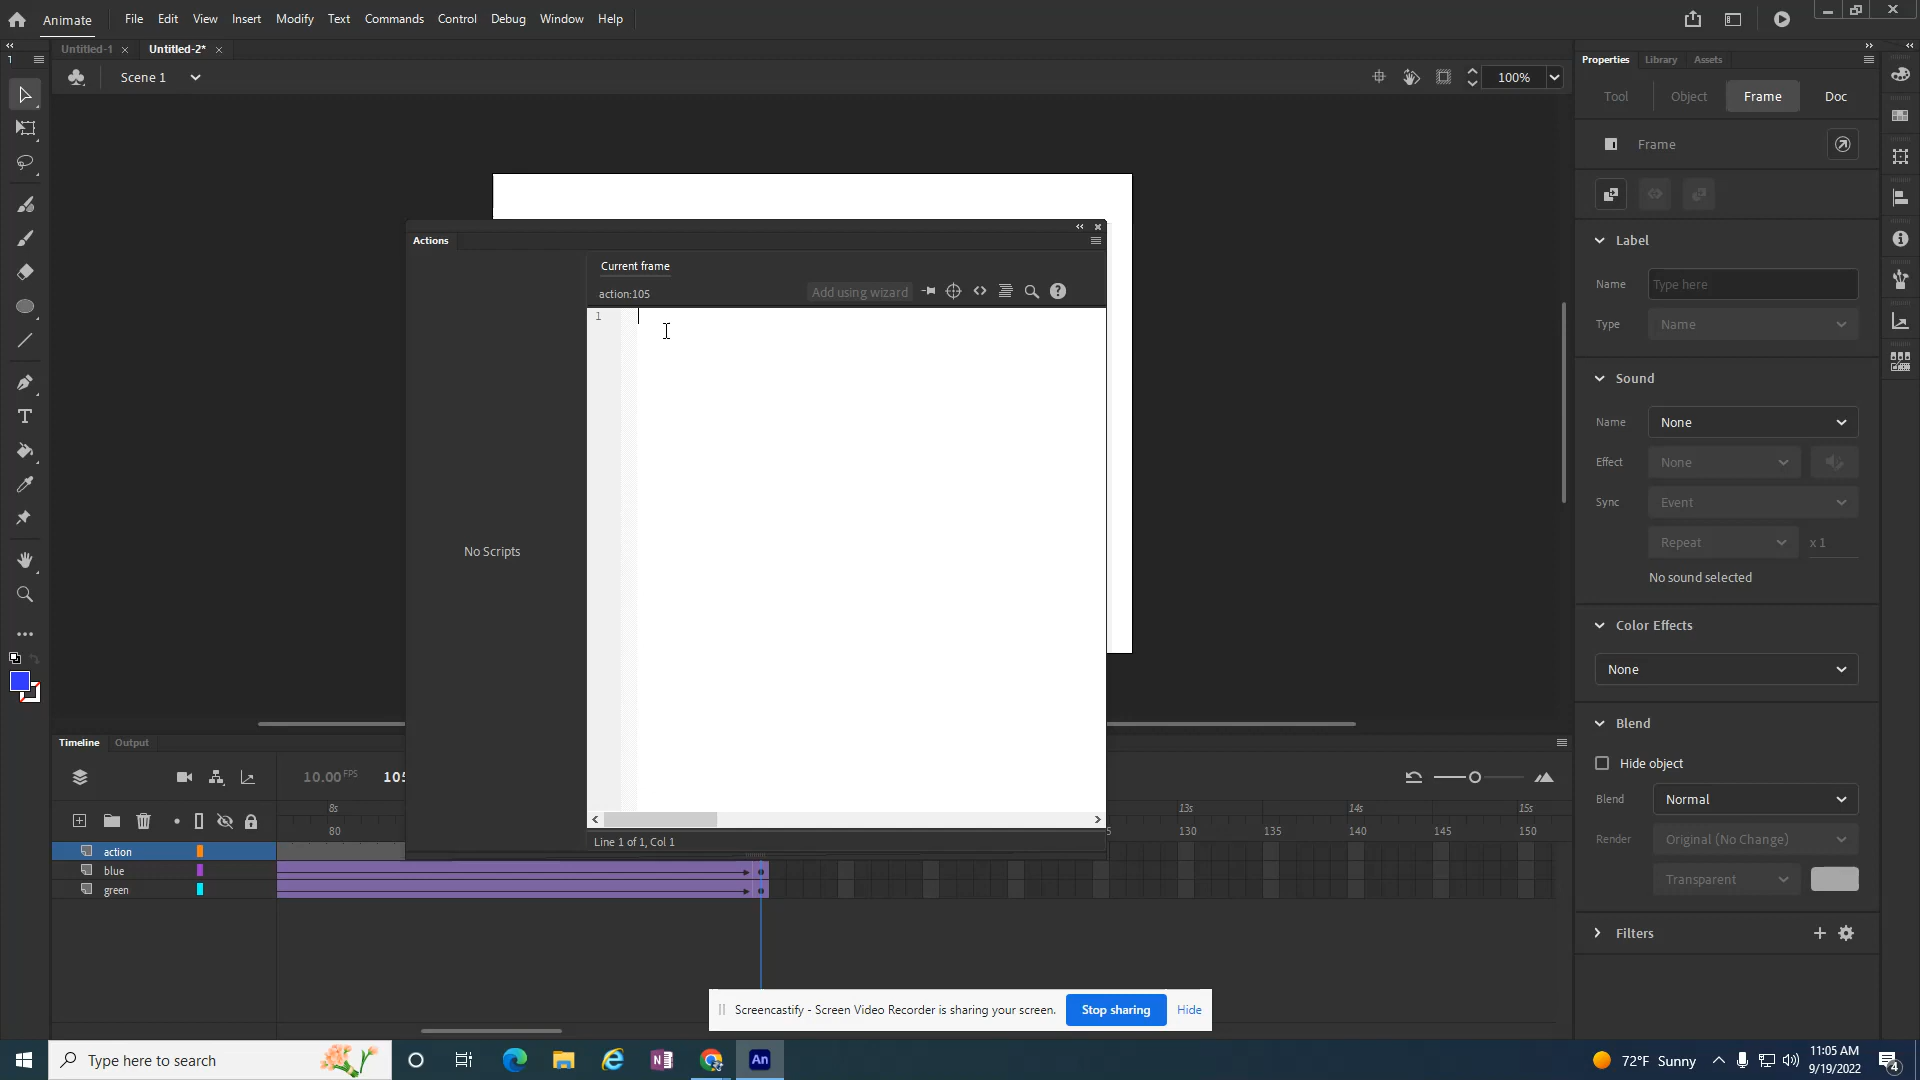 Animate File Edit View Insert Modify Text Commands Control Debug Window Help
Untitled-1 × Untitled-2* ×
1
Scene 1
100%
Properties Library Assets
Tool Object Frame Doc
Frame
Label
Name Type here
Type Name
Sound
Name None
Effect None
Sync Event
Repeat x 1
No sound selected
Color Effects
None
Blend
Hide object
Blend Normal
Render Original (No Change)
Transparent
Filters
Actions
Current frame
action:105 Add using wizard
1
No Scripts
Line 1 of 1, Col 1
Timeline Output
10.00 FPS 105
8s 13s 14s 15s
80 130 135 140 145 150
action
blue
green
Screencastify - Screen Video Recorder is sharing your screen. Stop sharing Hide
Type here to search
An
72°F Sunny
11:05 AM
9/19/2022
4